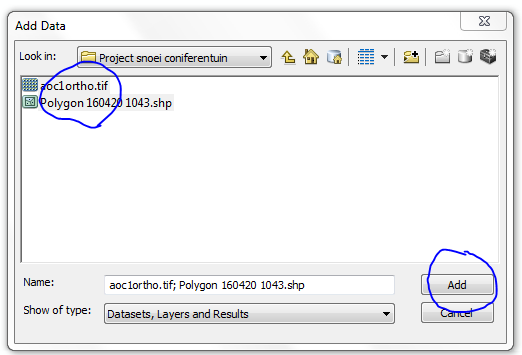 Add Data
Look in: Project snoei coniferentuin
aoc1ortho.tif
Polygon 160420 1043.shp
Name: aoc1ortho.tif; Polygon 160420 1043.shp Add
Show of type: Datasets, Layers and Results Cancel